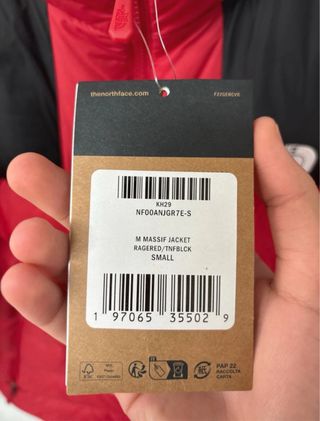 thenorthface.com
KH29
NF00ANJGR7E-S
M MASSIF JACKET
RAGERED/TNFBLCK
SMALL
1 97065 35502 9
PAP 22
RACCOLTA
CARTA